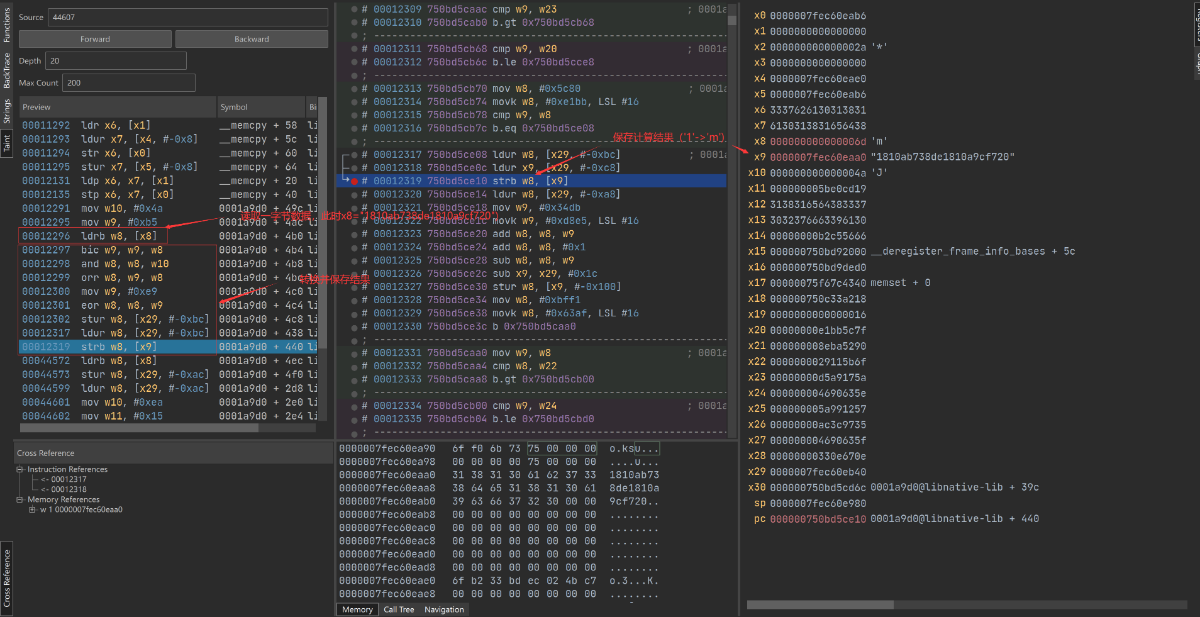 Functions
BackTrace
Strings
Taint
Cross Reference
Source 44607
Forward Backward
Depth 20
Max Count 200
Preview Symbol
00011292 ldr x6, [x1] __memcpy + 58 li
00011293 ldur x7, [x4, #-0x8] __memcpy + 5c li
00011294 str x6, [x0] __memcpy + 60 li
00011295 stur x7, [x5, #-0x8] __memcpy + 64 li
00012131 ldp x6, x7, [x1] __memcpy + 20 li
00012135 stp x6, x7, [x0] __memcpy + 40 li
00012291 mov w10, #0x4a 0001a9d0 + 49c li
00012295 mov w9, #0xb5
读取一字节数据，此时x8="1810ab738de1810a9cf720"
00012296 ldrb w8, [x8] 0001a9d0 + 4b0 li
00012297 bic w9, w9, w8 0001a9d0 + 4b4 li
00012298 and w8, w8, w10 0001a9d0 + 4b8 li
00012299 orr w8, w9, w8
转换并保存结果
00012300 mov w9, #0xe9 0001a9d0 + 4c0 li
00012301 eor w8, w8, w9 0001a9d0 + 4c4 li
00012302 stur w8, [x29, #-0xbc] 0001a9d0 + 4c8 li
00012317 ldur w8, [x29, #-0xbc] 0001a9d0 + 438 li
00012319 strb w8, [x9] 0001a9d0 + 440 li
00044572 ldrb w8, [x8] 0001a9d0 + 4ec li
00044573 stur w8, [x29, #-0xac] 0001a9d0 + 4f0 li
00044599 ldur w8, [x29, #-0xac] 0001a9d0 + 2d8 li
00044601 mov w10, #0xea 0001a9d0 + 2e0 li
00044602 mov w11, #0x15 0001a9d0 + 2e4 li
Cross Reference
Instruction References
<- 00012317
<- 00012318
Memory References
w 1 0000007fec60eaa0
# 00012309 750bd5caac cmp w9, w23 ; 0001a
# 00012310 750bd5cab0 b.gt 0x750bd5cb68
# 00012311 750bd5cb68 cmp w9, w20 ; 0001a
# 00012312 750bd5cb6c b.le 0x750bd5cce8
# 00012313 750bd5cb70 mov w8, #0x5c80 ; 0001a
# 00012314 750bd5cb74 movk w8, #0xe1bb, LSL #16
# 00012315 750bd5cb78 cmp w9, w8
# 00012316 750bd5cb7c b.eq 0x750bd5ce08
保存计算结果（'1'->'m'）
# 00012317 750bd5ce08 ldur w8, [x29, #-0xbc] ; 0001a
# 00012318 750bd5ce0c ldur x9, [x29, #-0xc8]
# 00012319 750bd5ce10 strb w8, [x9]
# 00012320 750bd5ce14 ldur w8, [x29, #-0xa8]
# 00012321 750bd5ce18 mov w9, #0x34db
# 00012322 750bd5ce1c movk w9, #0xd8e5, LSL #16
# 00012323 750bd5ce20 add w8, w8, w9
# 00012324 750bd5ce24 add w8, w8, #0x1
# 00012325 750bd5ce28 sub w8, w8, w9
# 00012326 750bd5ce2c sub x9, x29, #0x1c
# 00012327 750bd5ce30 stur w8, [x9, #-0x100]
# 00012328 750bd5ce34 mov w8, #0xbff1
# 00012329 750bd5ce38 movk w8, #0x63af, LSL #16
# 00012330 750bd5ce3c b 0x750bd5caa0
# 00012331 750bd5caa0 mov w9, w8 ; 0001a
# 00012332 750bd5caa4 cmp w8, w22
# 00012333 750bd5caa8 b.gt 0x750bd5cb00
# 00012334 750bd5cb00 cmp w9, w24 ; 0001a
# 00012335 750bd5cb04 b.le 0x750bd5cbd0
0000007fec60ea90 6f f0 6b 73 75 00 00 00 o.ksu...
0000007fec60ea98 00 00 00 00 75 00 00 00 ....u...
0000007fec60eaa0 31 38 31 30 61 62 37 33 1810ab73
0000007fec60eaa8 38 64 65 31 38 31 30 61 8de1810a
0000007fec60eab0 39 63 66 37 32 30 00 00 9cf720..
0000007fec60eab8 00 00 00 00 00 00 00 00 ........
0000007fec60eac0 00 00 00 00 00 00 00 00 ........
0000007fec60eac8 00 00 00 00 00 00 00 00 ........
0000007fec60ead0 00 00 00 00 00 00 00 00 ........
0000007fec60ead8 00 00 00 00 00 00 00 00 ........
0000007fec60eae0 6f b2 33 bd ec 02 4b c7 o.3...K.
0000007fec60eae8 00 00 00 00 00 00 00 00 ........
Memory Call Tree Navigation
x0 0000007fec60eab6
x1 0000000000000000
x2 000000000000002a '*'
x3 0000000000000000
x4 0000007fec60eae0
x5 0000007fec60eab6
x6 3337626130313831
x7 6130313831656438
x8 000000000000006d 'm'
x9 0000007fec60eaa0 "1810ab738de1810a9cf720"
x10 000000000000004a 'J'
x11 000000005be0cd19
x12 3138316564383337
x13 3032376663396130
x14 00000000b2c55666
x15 000000750bd92000 __deregister_frame_info_bases + 5c
x16 000000750bd9ded0
x17 00000075f67c4340 memset + 0
x18 000000750c33a218
x19 0000000000000016
x20 00000000e1bb5c7f
x21 000000008eba5290
x22 0000000029115b6f
x23 00000000d5a9175a
x24 000000004690635e
x25 000000005a991257
x26 00000000ac3c9735
x27 000000004690635f
x28 00000000330e670e
x29 0000007fec60eb40
x30 000000750bd5cd6c 0001a9d0@libnative-lib + 39c
sp 0000007fec60e980
pc 000000750bd5ce10 0001a9d0@libnative-lib + 440